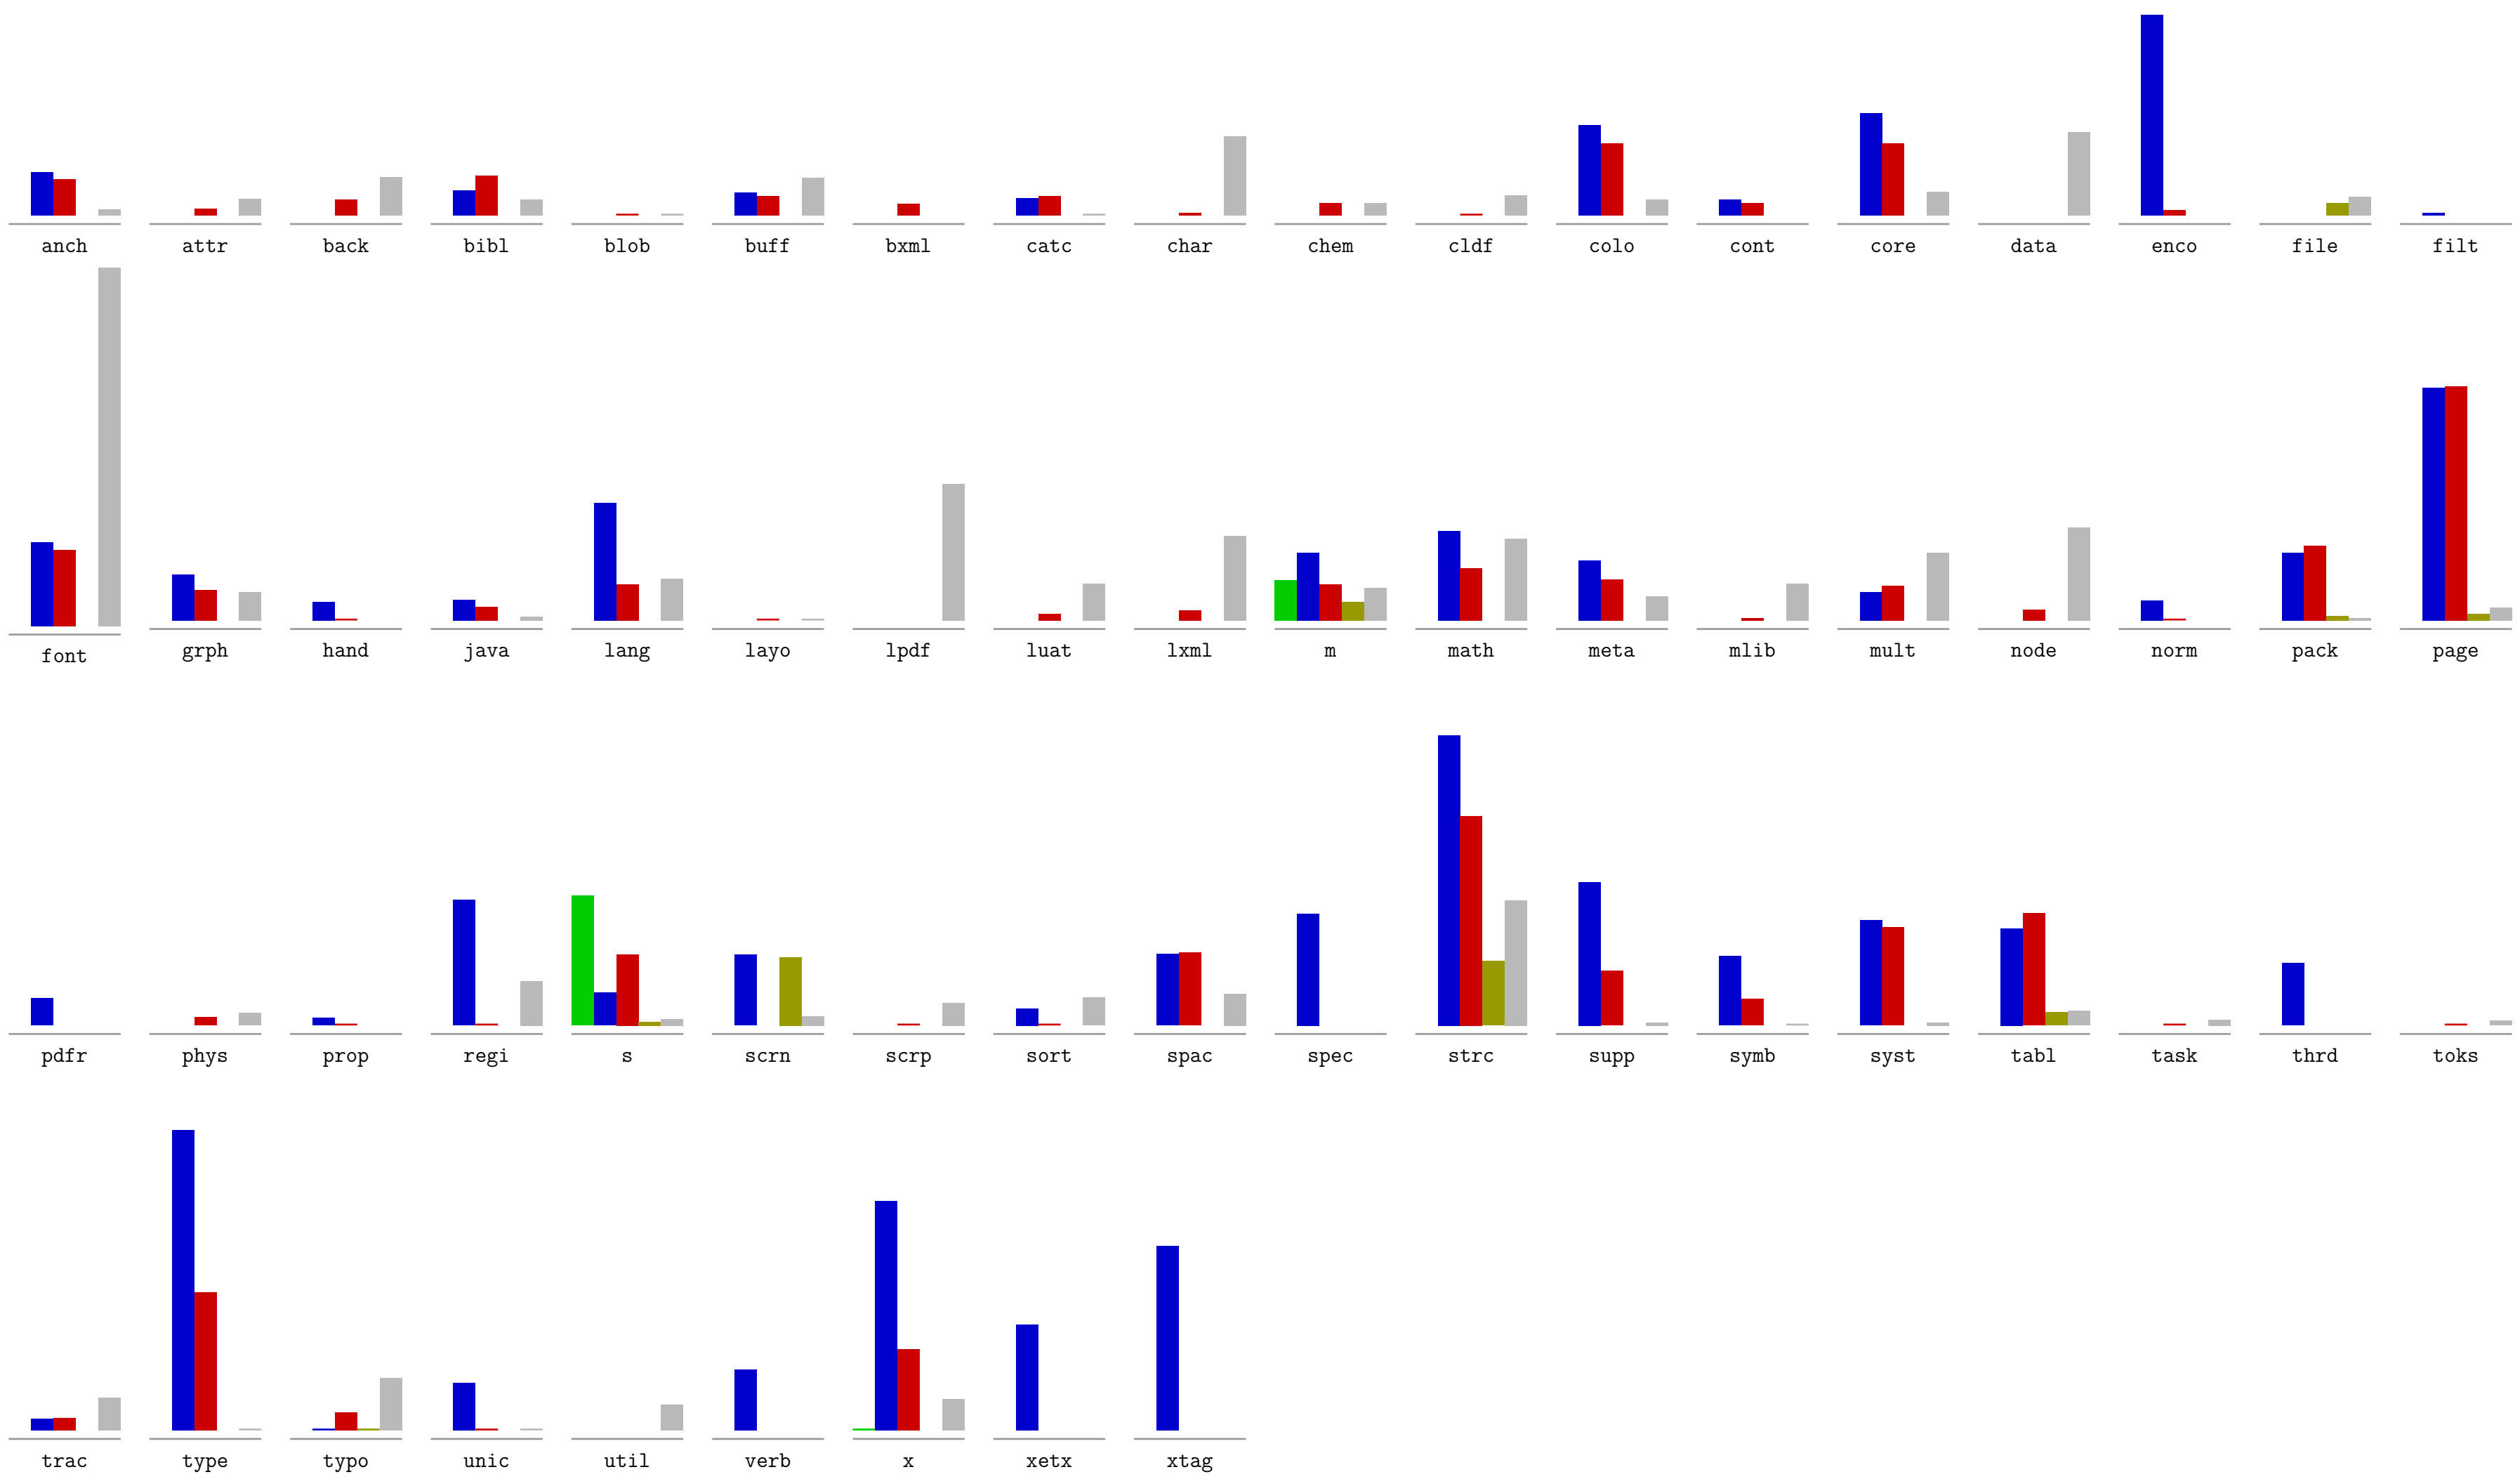 anch attr back bibl blob buff bxml catc char chem cldf colo cont core data enco file filt
font grph hand java lang layo lpdf luat lxml m math meta mlib mult node norm pack page
pdfr phys prop regi s scrn scrp sort spac spec strc supp symb syst tabl task thrd toks
trac type typo unic util verb x xetx xtag